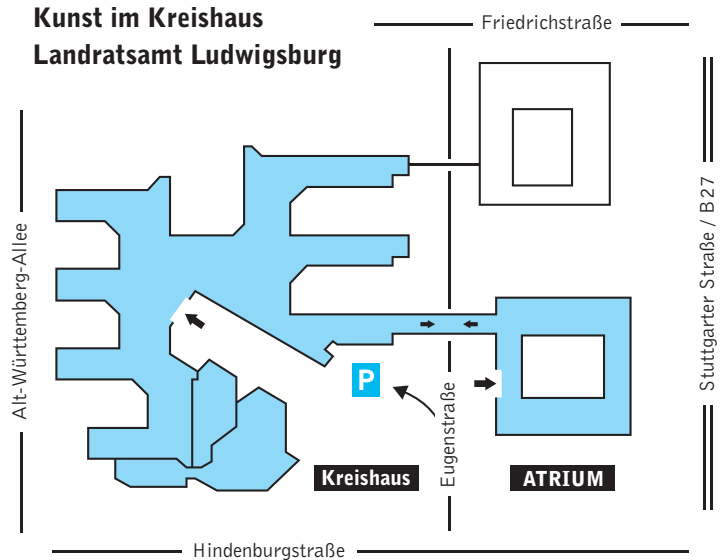 Kunst im Kreishaus
Landratsamt Ludwigsburg
Friedrichstraße
Alt-Württemberg-Allee
Stuttgarter Straße / B27
P
Eugenstraße
Kreishaus
ATRIUM
Hindenburgstraße